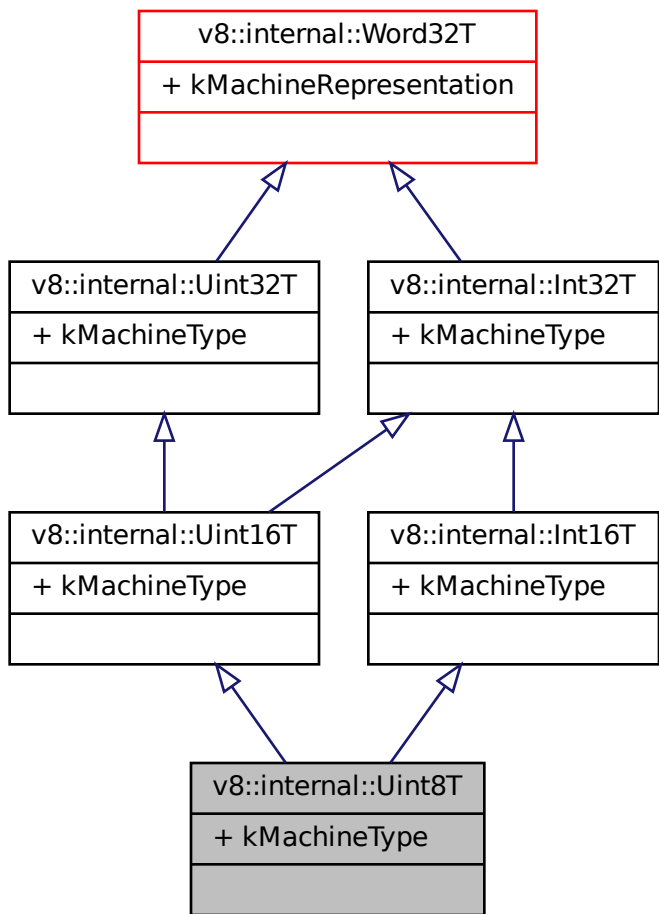 v8::internal::Word32T
+ kMachineRepresentation
v8::internal::Uint32T
+ kMachineType
v8::internal::Int32T
+ kMachineType
v8::internal::Uint16T
+ kMachineType
v8::internal::Int16T
+ kMachineType
v8::internal::Uint8T
+ kMachineType